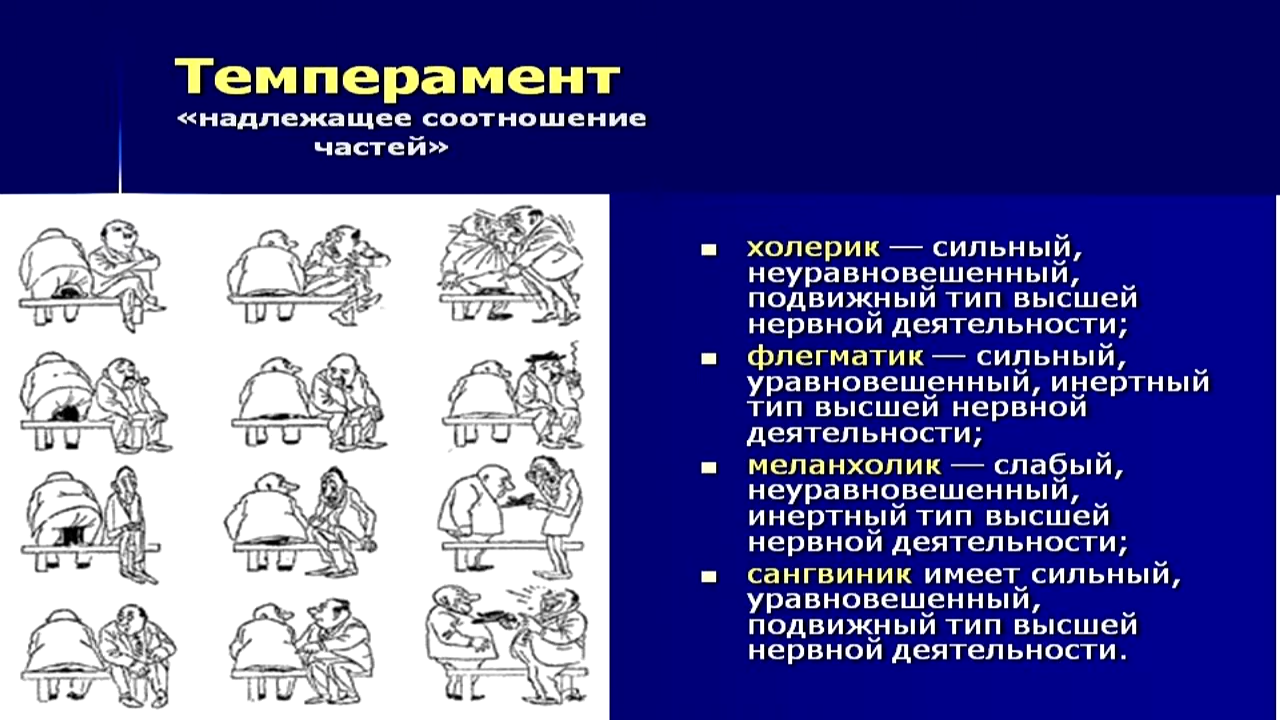 Темперамент
«надлежащее соотношение
частей»
холерик — сильный,
неуравновешенный,
подвижный тип высшей
нервной деятельности;
флегматик — сильный,
уравновешенный, инертный
тип высшей нервной
деятельности;
меланхолик — слабый,
неуравновешенный,
инертный тип высшей
нервной деятельности;
сангвиник имеет сильный,
уравновешенный,
подвижный тип высшей
нервной деятельности.